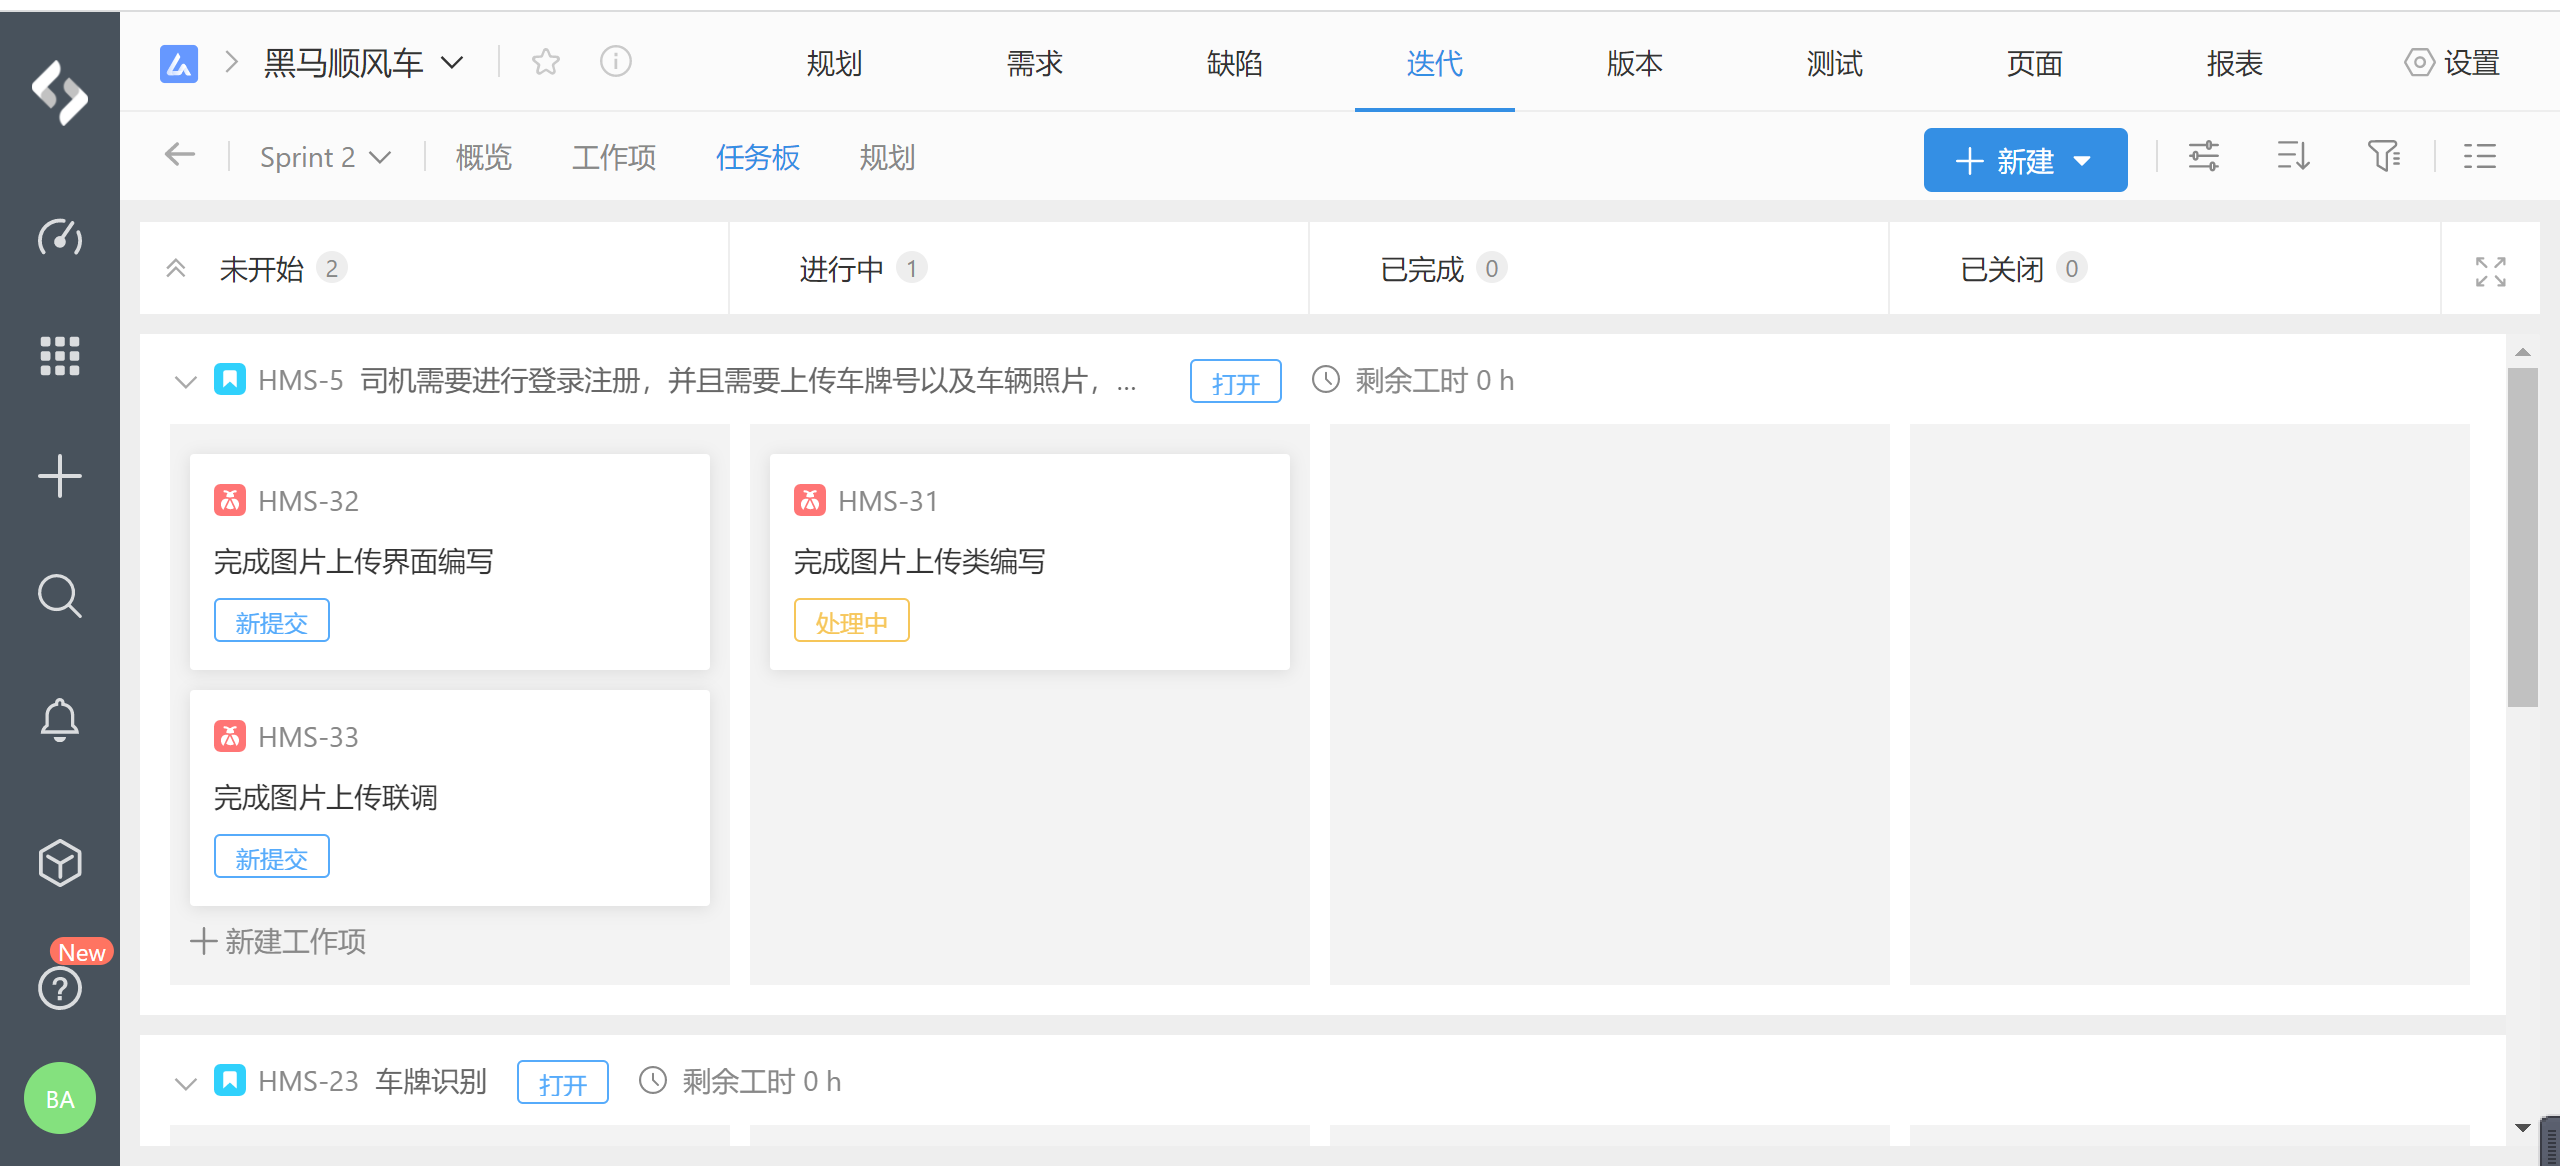 黑马顺风车 规划 需求 缺陷 迭代 版本 测试 页面 报表 设置
Sprint 2 概览 工作项 任务板 规划 新建
未开始 2 进行中 1 已完成 0 已关闭 0
HMS-5 司机需要进行登录注册，并且需要上传车牌号以及车辆照片，... 打开 剩余工时 0 h
HMS-32
完成图片上传界面编写
新提交
HMS-33
完成图片上传联调
新提交
新建工作项
HMS-31
完成图片上传类编写
处理中
HMS-23 车牌识别 打开 剩余工时 0 h
New
BA